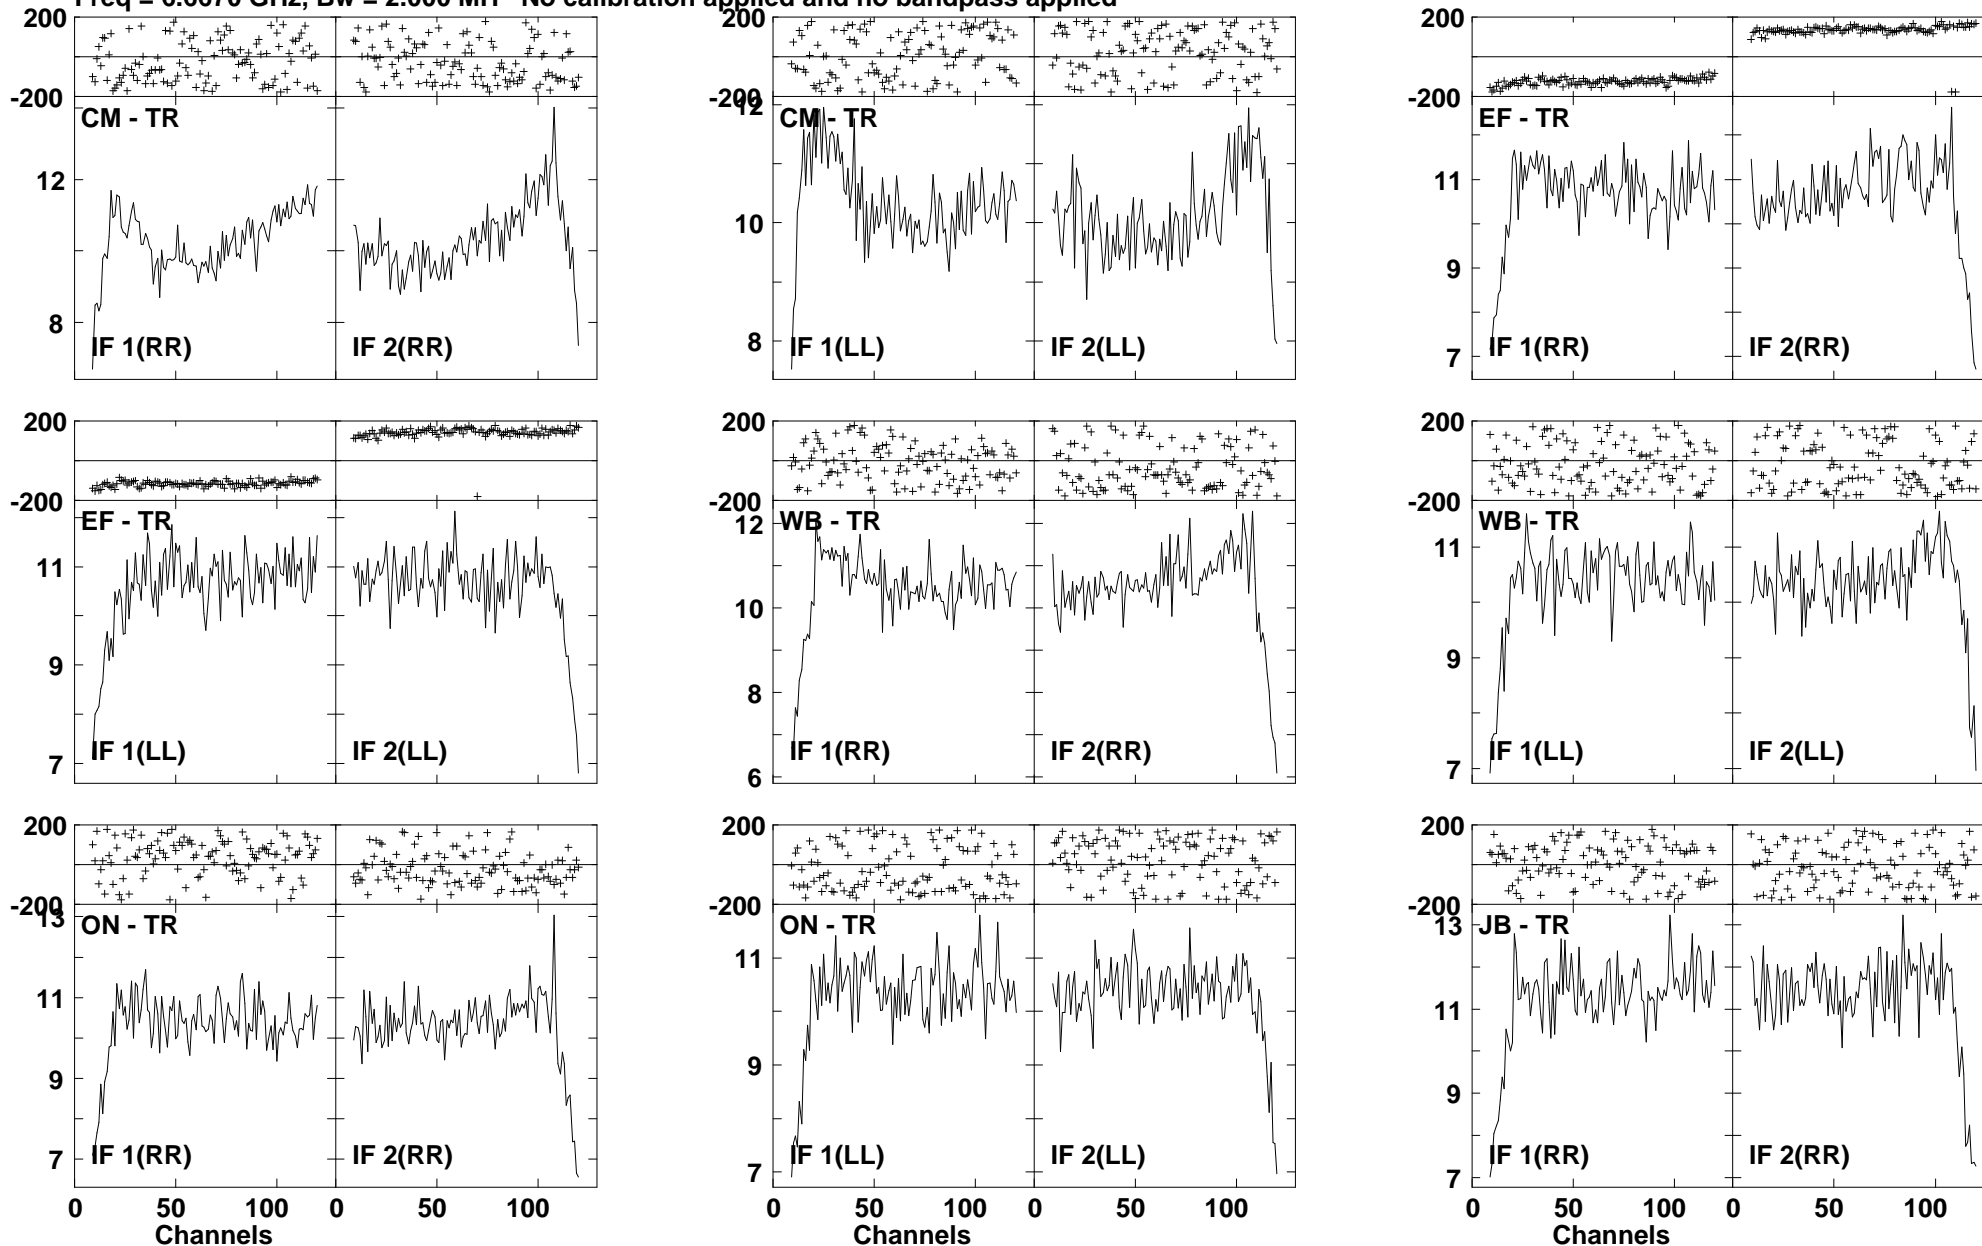 No calibration applied and no bandpass applied
200
-200
CM - TR
12
8
IF 1(RR)
IF 2(RR)
12
CM - TR
10
8
IF 1(LL)
IF 2(LL)
200
-200
EF - TR
11
9
7
IF 1(RR)
IF 2(RR)
200
-200
EF - TR
11
9
7
IF 1(LL)
IF 2(LL)
WB - TR
12
10
8
6
IF 1(RR)
IF 2(RR)
200
-200
WB - TR
11
9
7
IF 1(LL)
IF 2(LL)
200
-200
13
ON - TR
11
9
7
IF 1(RR)
IF 2(RR)
0 50 0 50 100
100
Channels
ON - TR
11
9
7
IF 1(LL)
IF 2(LL)
0 50 100 0 50 100
Channels
200
-200
JB - TR
13
11
9
7
IF 1(RR)
IF 2(RR)
0 50 100 0 50 100
Channels